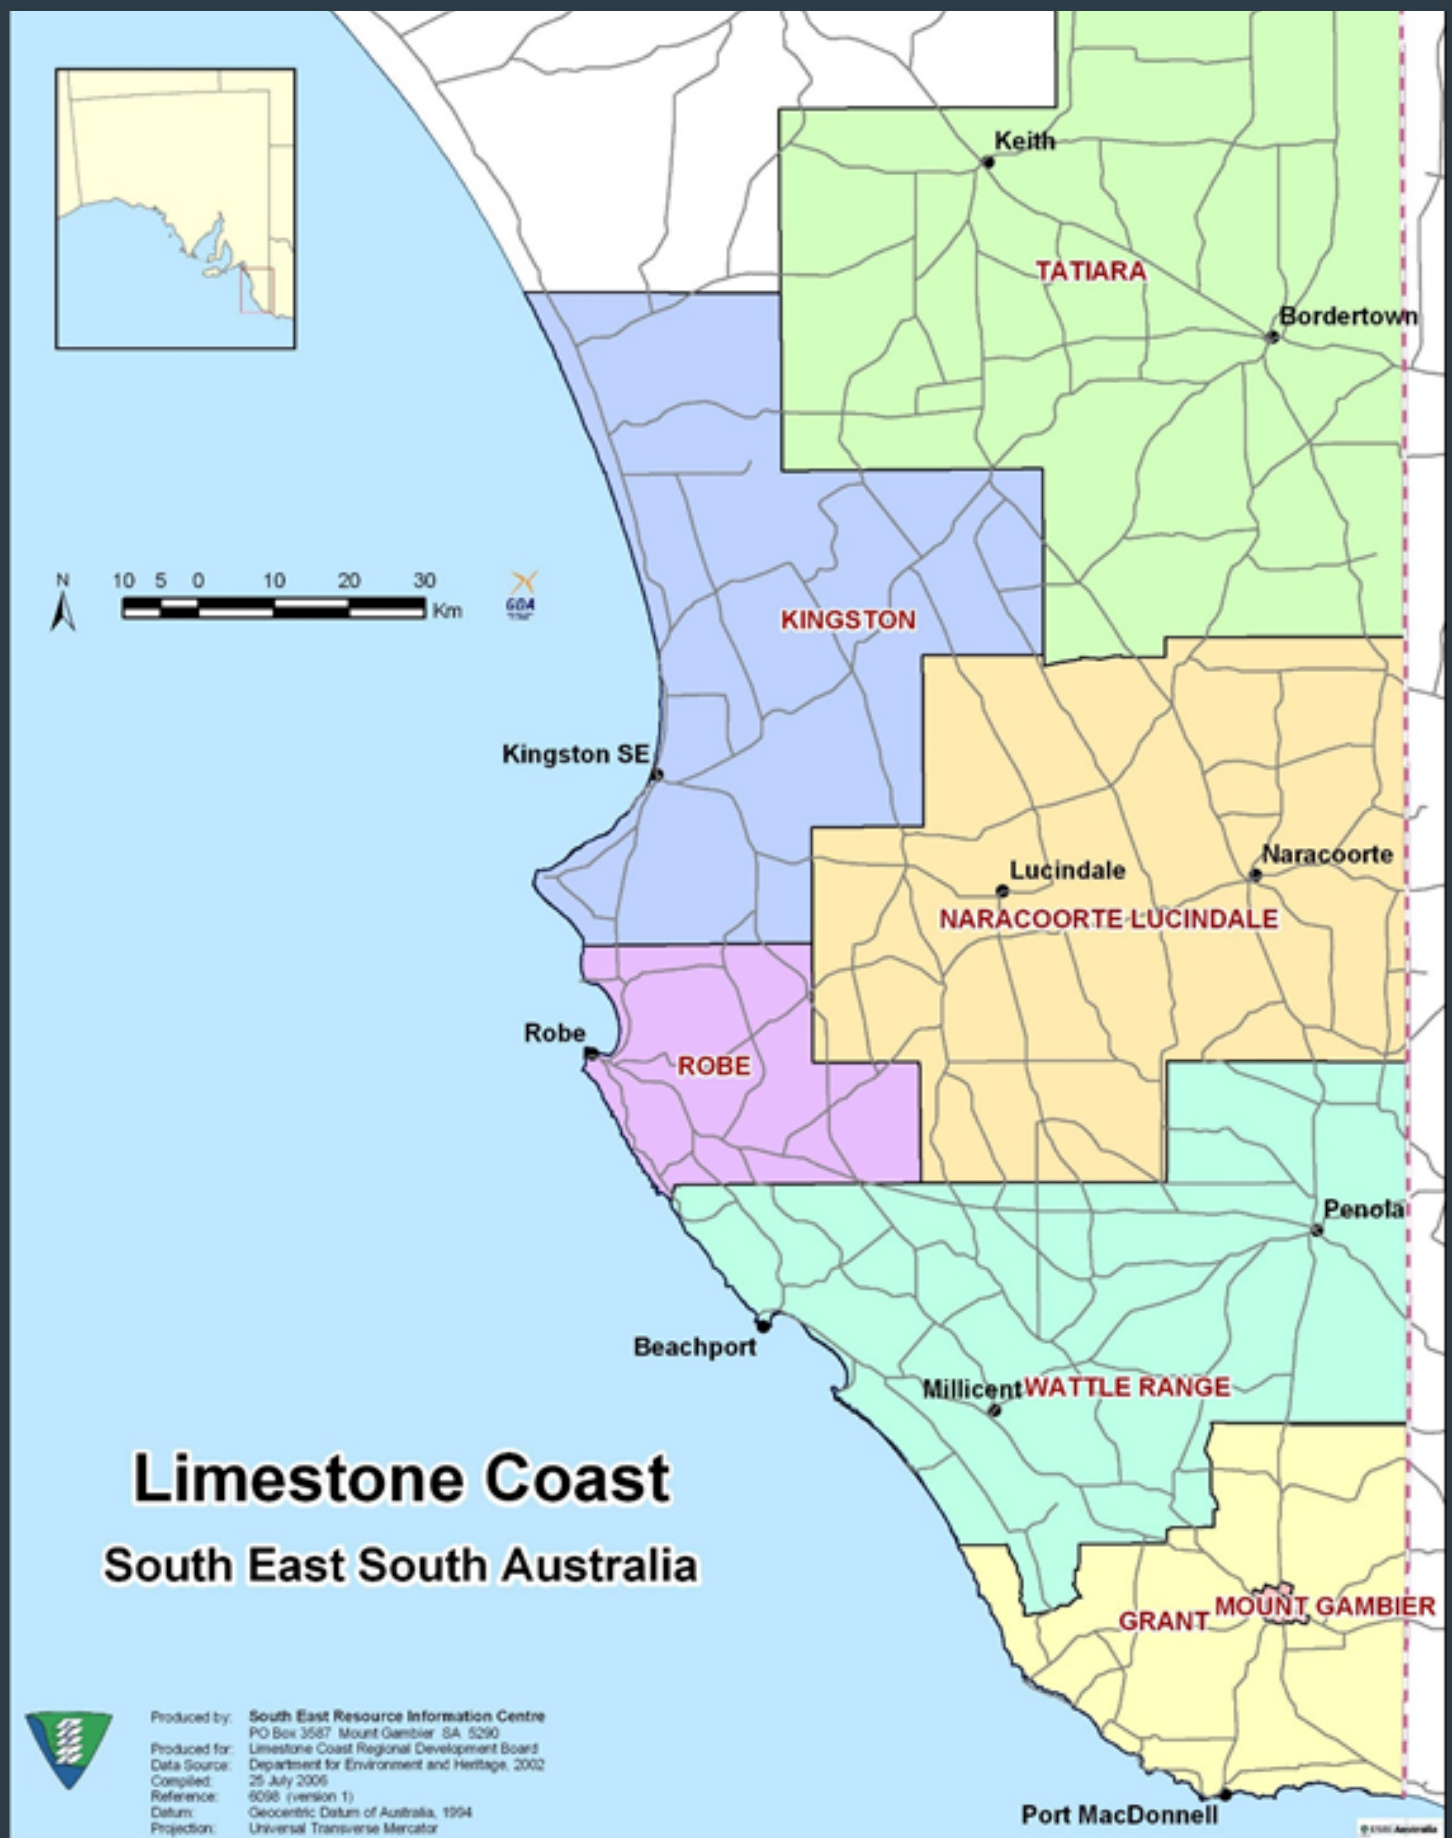 Keith
TATIARA
Bordertown
N
10 5 0 10 20 30
Km
GDA
KINGSTON
Kingston SE
Lucindale
Naracoorte
NARACOORTE LUCINDALE
Robe
ROBE
Penola
Beachport
Millicent
WATTLE RANGE
Limestone Coast
South East South Australia
GRANT
MOUNT GAMBIER
Port MacDonnell
Produced by: South East Resource Information Centre
PO Box 3587 Mount Gambier SA 5290
Produced for: Limestone Coast Regional Development Board
Data Source: Department for Environment and Heritage, 2002
Compiled: 25 July 2006
Reference: 6098 (version 1)
Datum: Geocentric Datum of Australia, 1994
Projection: Universal Transverse Mercator
Australia